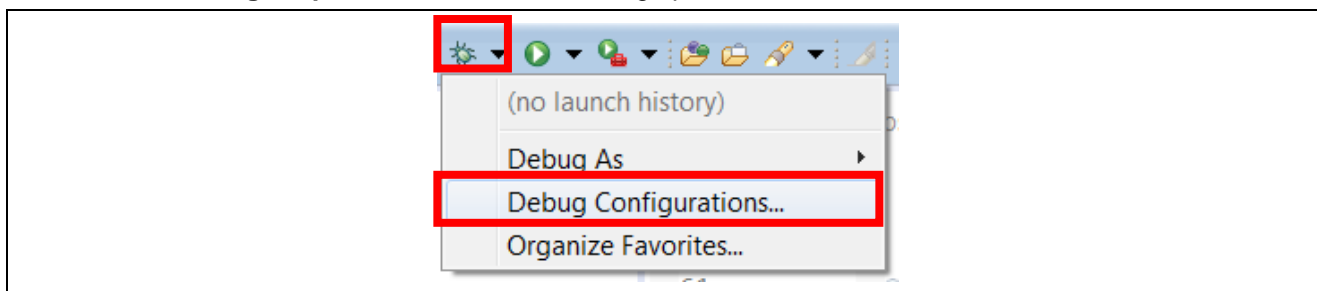 (no launch history)
Debug As
Debug Configurations...
Organize Favorites...